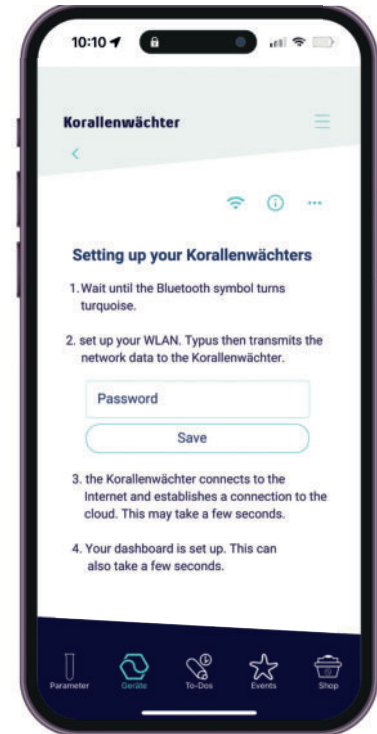 10:10
Korallenwächter
Setting up your Korallenwächters
1. Wait until the Bluetooth symbol turns
turquoise.
2. set up your WLAN. Typus then transmits the
network data to the Korallenwächter.
Password
Save
3. the Korallenwächter connects to the
Internet and establishes a connection to the
cloud. This may take a few seconds.
4. Your dashboard is set up. This can
also take a few seconds.
Parameter Geräte To-Dos Events Shop